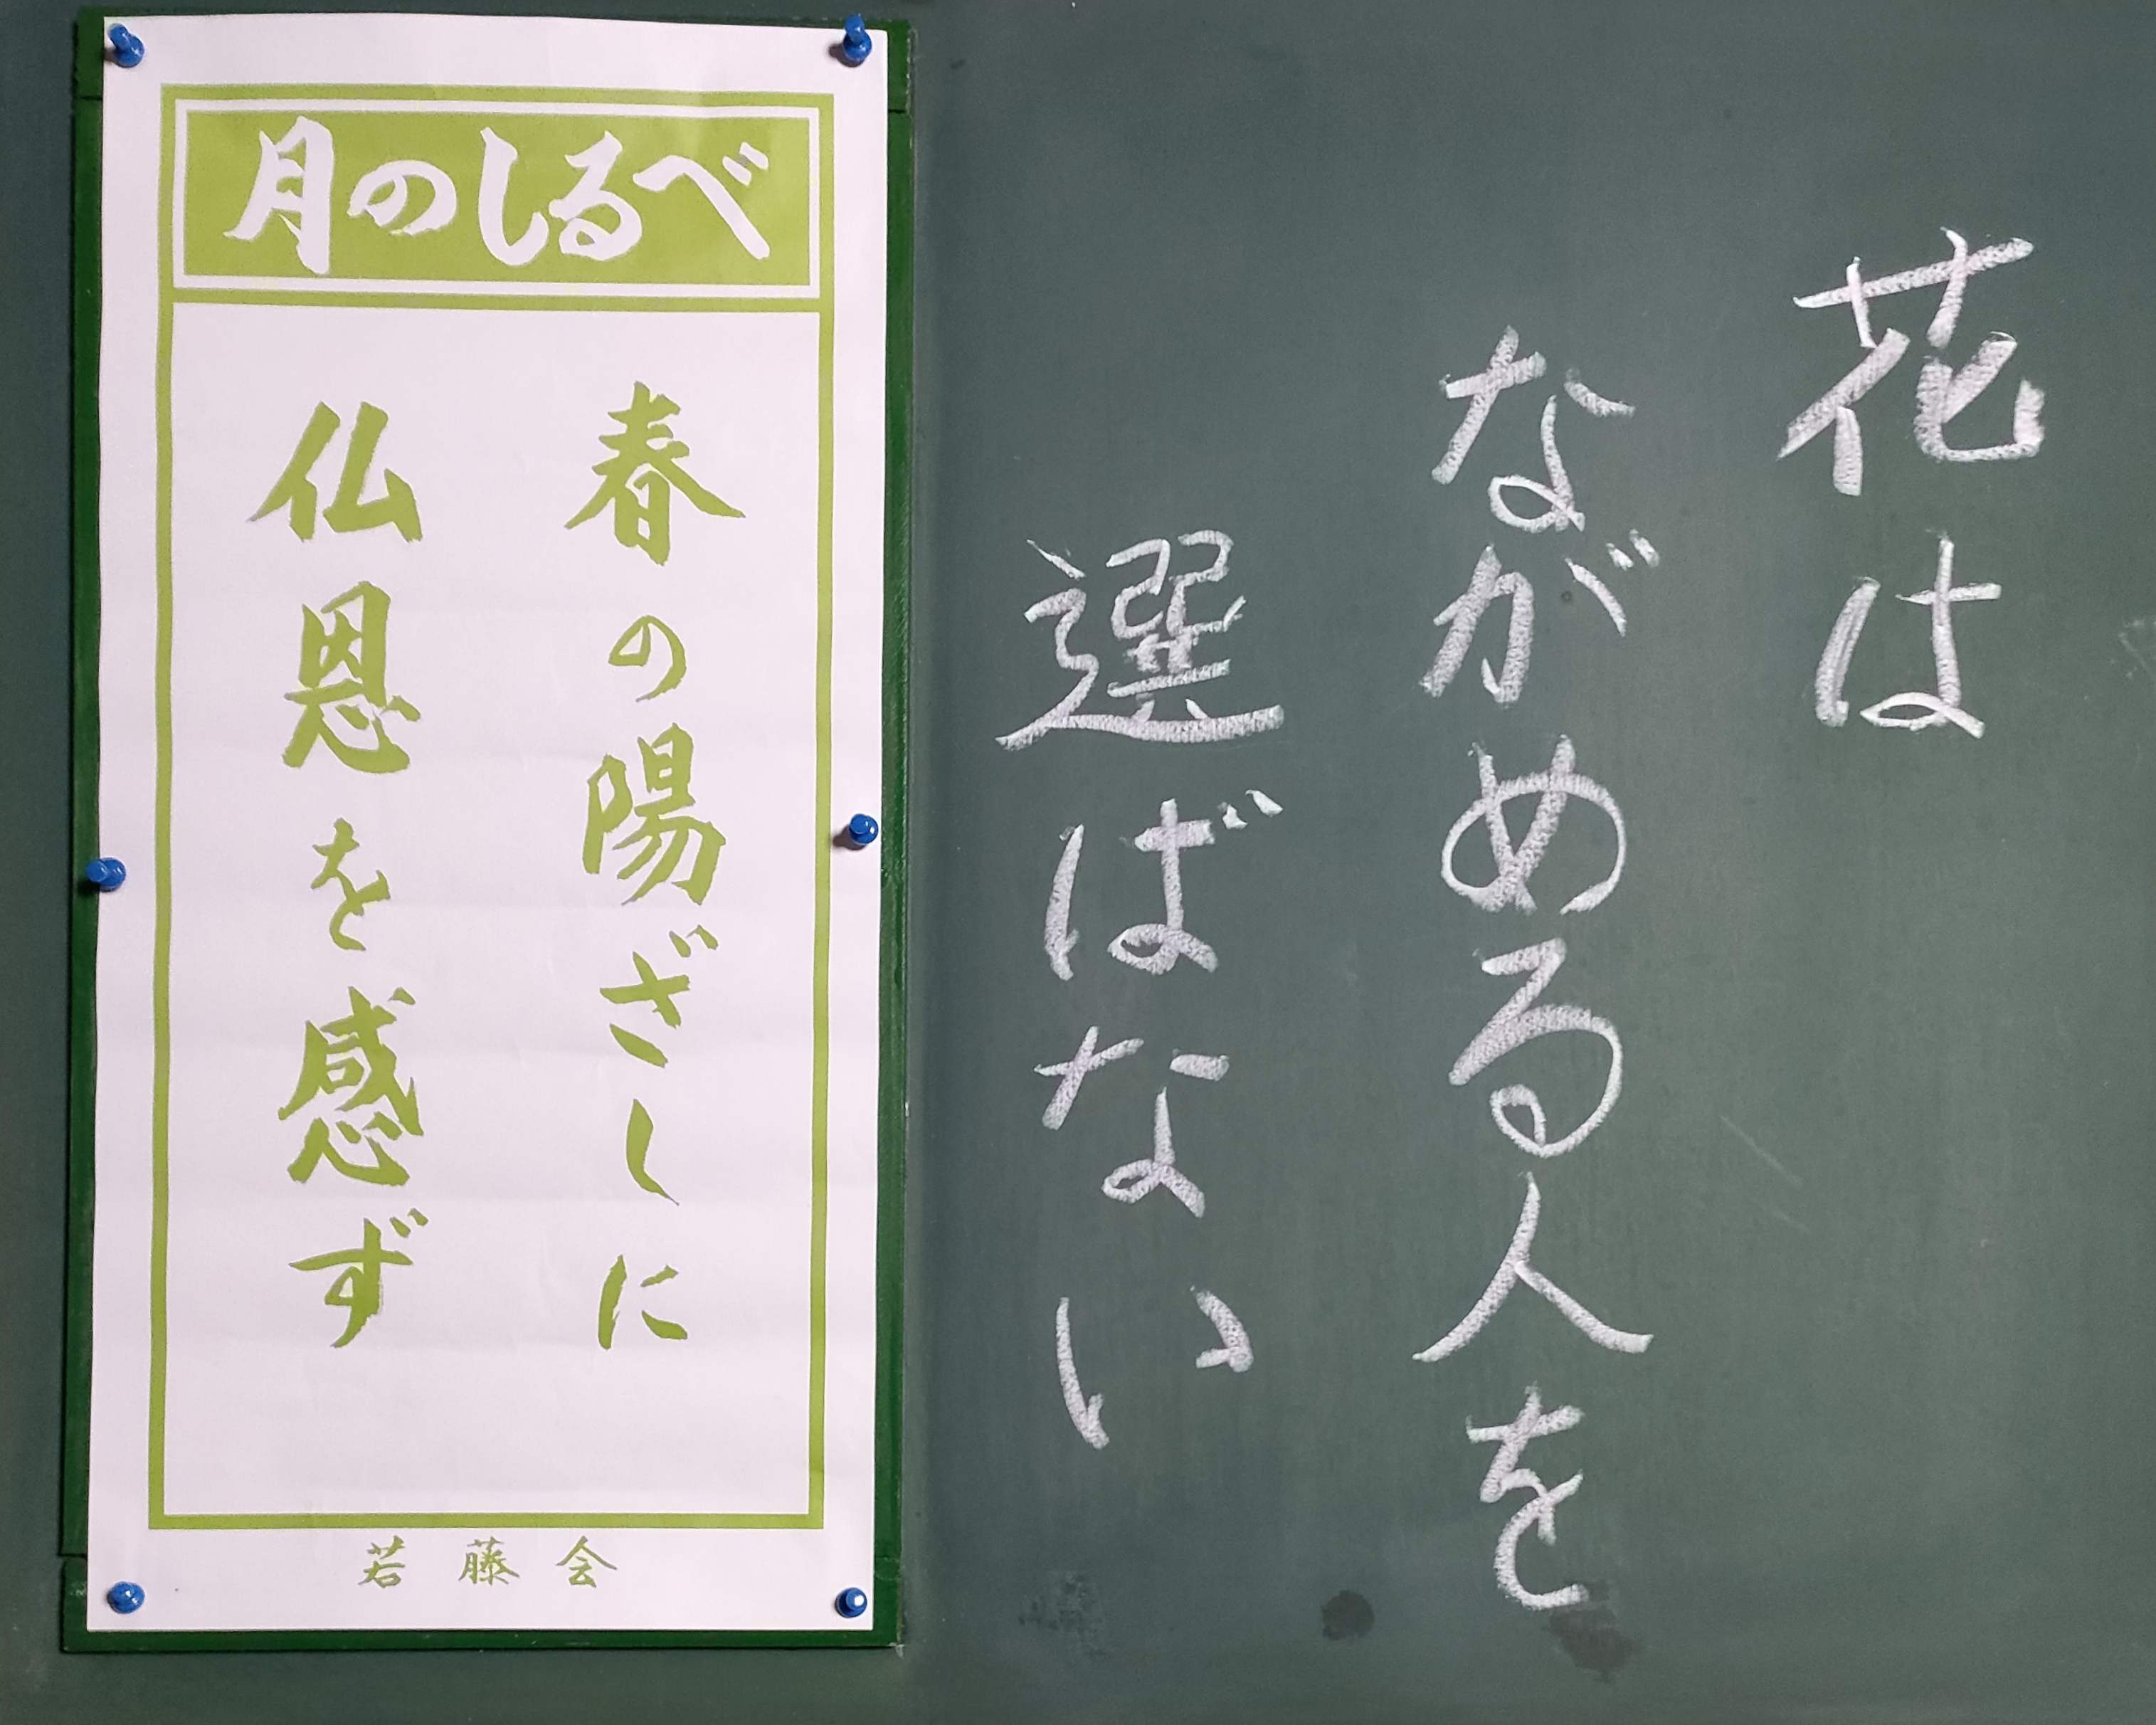 花は
ながめる人を
選ばない
月のしるべ
春の陽ざしに
仏恩を感ず
若藤会